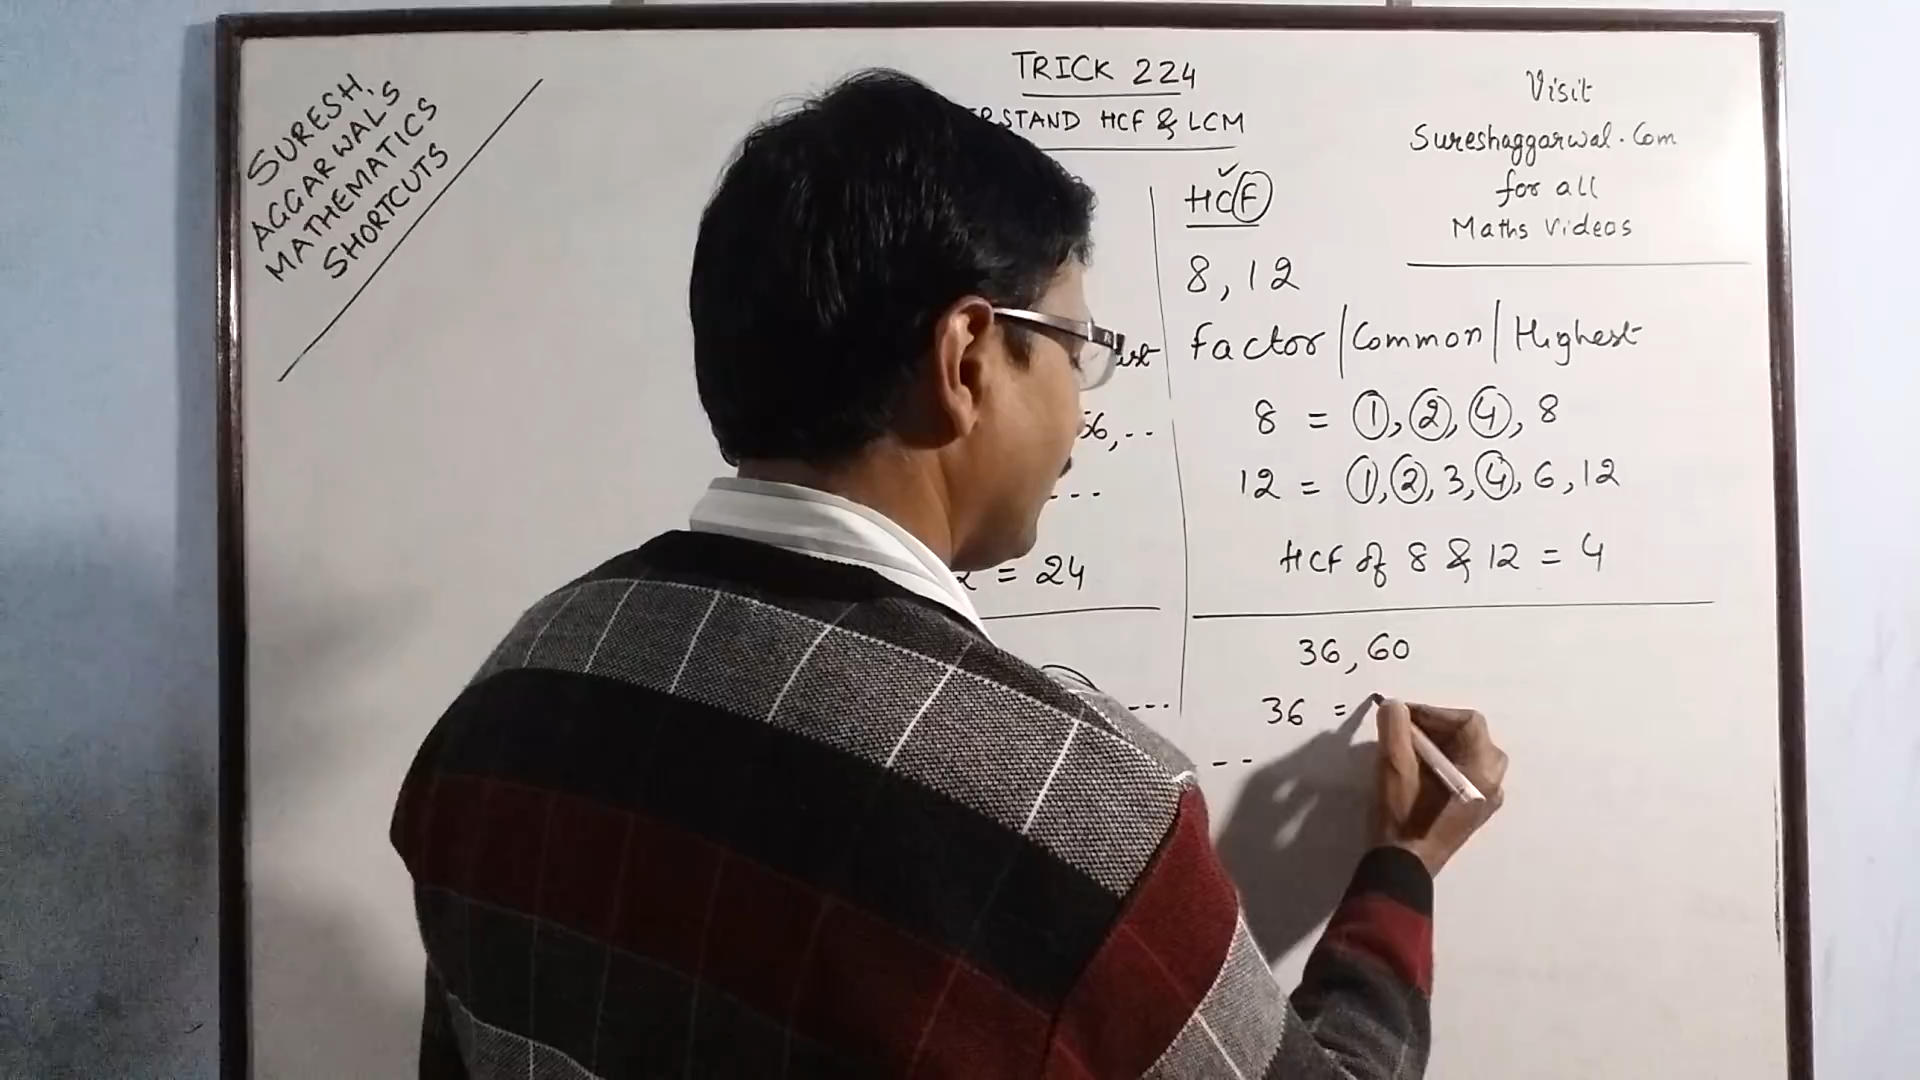 SURESH
AGGARWAL'S
MATHEMATICS
SHORTCUTS
TRICK 224
HCF & LCM
Visit
Sureshaggarwal.Com
for all
Maths Videos
HCF
8, 12
Factor / Common / Highest
56, --
8 = 1, 2, 4, 8
---
12 = 1, 2, 3, 4, 6, 12
= 24
HCF of 8 & 12 = 4
36, 60
---
36 =
--